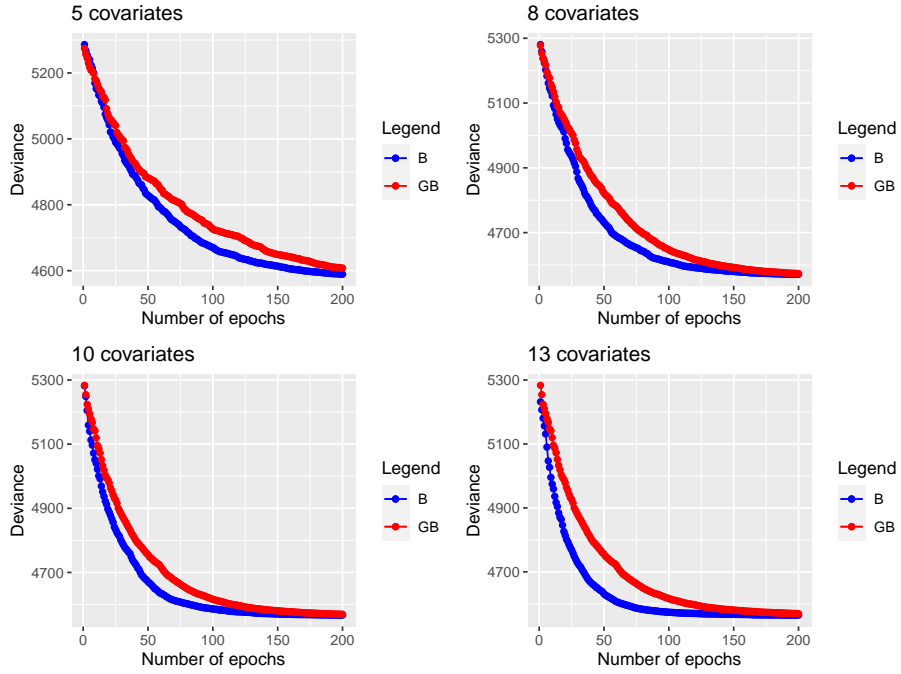 5 covariates
5200
5000
4800
4600
Deviance
0
50
100
150
200
Number of epochs
Legend
B
GB
8 covariates
5300
5100
4900
4700
Deviance
0
50
100
150
200
Number of epochs
Legend
B
GB
10 covariates
5300
5100
4900
4700
Deviance
0
50
100
150
200
Number of epochs
Legend
B
GB
13 covariates
5300
5100
4900
4700
Deviance
0
50
100
150
200
Number of epochs
Legend
B
GB